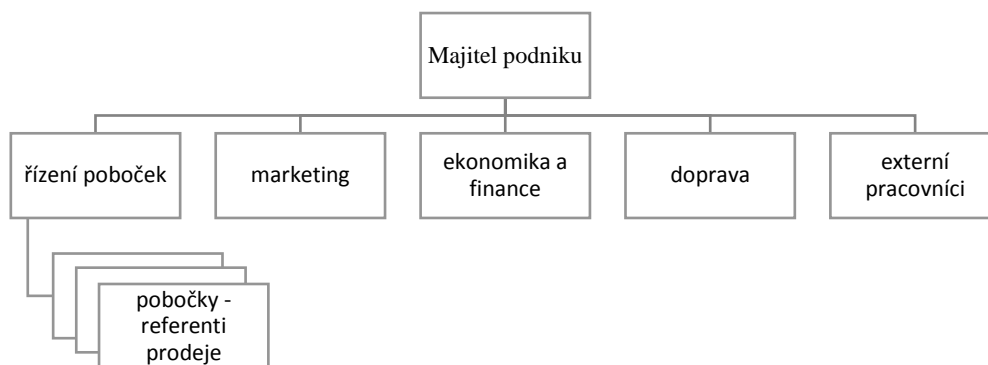 Majitel podniku
řízení poboček
marketing
ekonomika a
finance
doprava
externí
pracovníci
pobočky -
referenti
prodeje